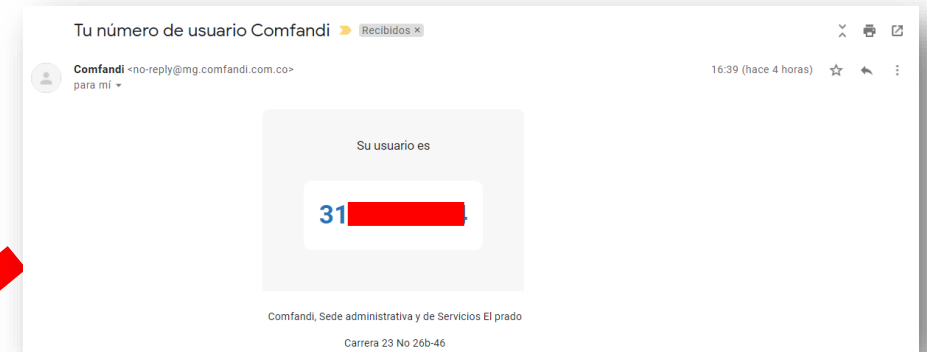 Tu número de usuario Comfandi Recibidos ×
Comfandi <no-reply@mg.comfandi.com.co> 16:39 (hace 4 horas)
para mí
Su usuario es
31
Comfandi, Sede administrativa y de Servicios El prado
Carrera 23 No 26b-46